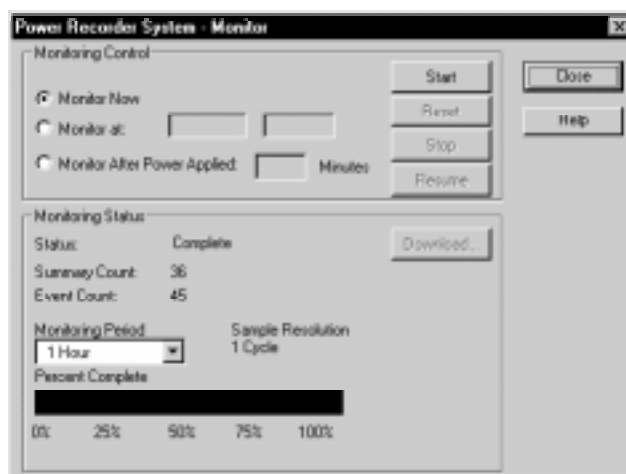 Power Recorder System - Monitor
Monitoring Control
Monitor Now
Monitor at:
Monitor After Power Applied: Minutes
Start
Reset
Stop
Resume
Close
Help
Monitoring Status
Status: Complete
Download...
Summary Count: 36
Event Count: 45
Monitoring Period
1 Hour
Sample Resolution
1 Cycle
Percent Complete
0% 25% 50% 75% 100%